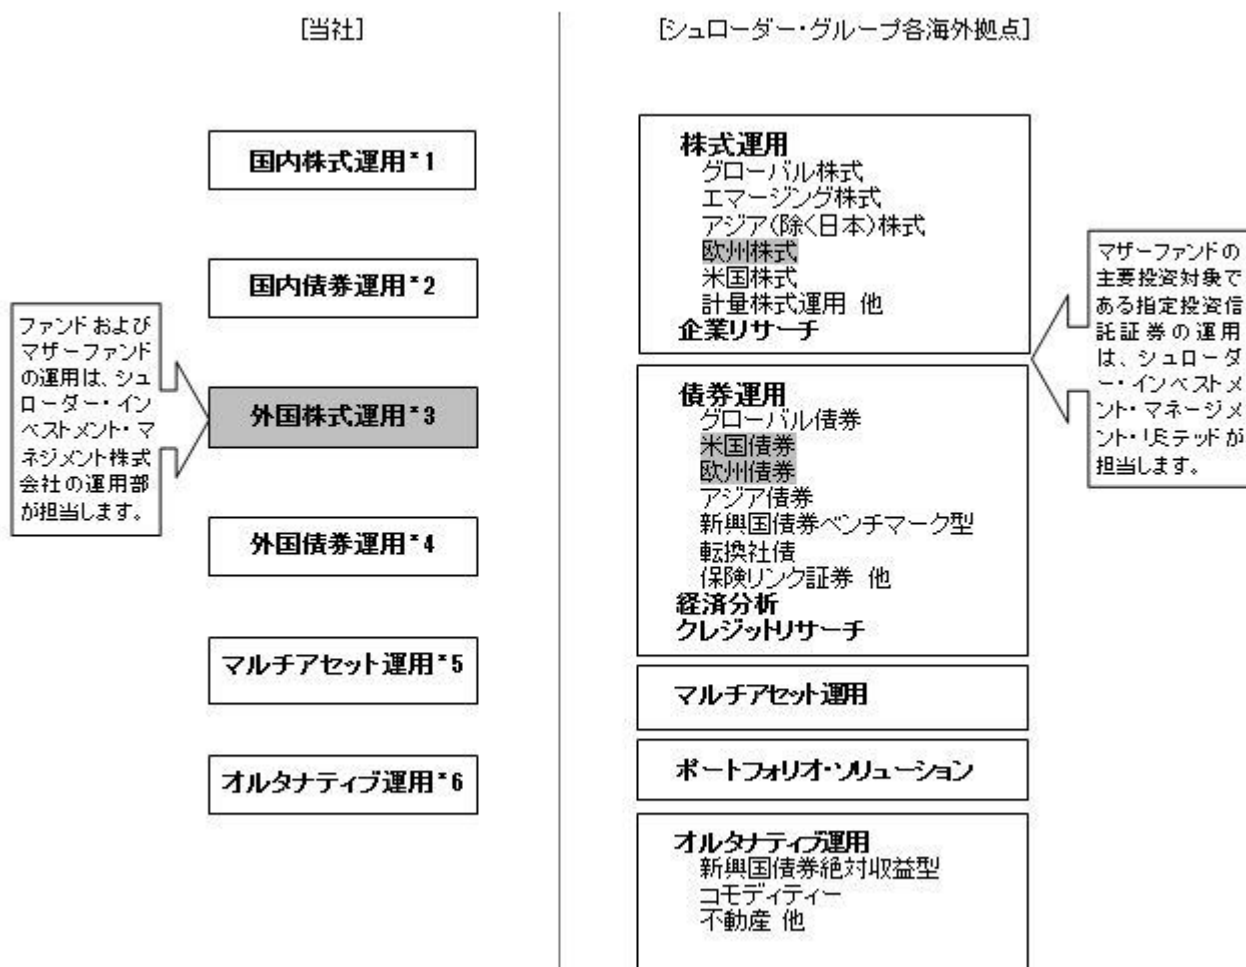 [当社]
[シュローダー・グループ各海外拠点]
国内株式運用*1
国内債券運用*2
ファンドおよび
マザーファンド
の運用は、シュ
ローダー・イン
ベストメント・マ
ネジメント株式
会社の運用部
が担当します。
外国株式運用*3
外国債券運用*4
マルチアセット運用*5
オルタナティブ運用*6
株式運用
グローバル株式
エマージング株式
アジア(除く日本)株式
欧州株式
米国株式
計量株式運用 他
企業リサーチ
マザーファンドの
主要投資対象で
ある指定投資信
託証券の運用
は、シュローダ
ー・インベストメ
ント・マネージメ
ント・リミテッドが
担当します。
債券運用
グローバル債券
米国債券
欧州債券
アジア債券
新興国債券ベンチマーク型
転換社債
保険リンク証券 他
経済分析
クレジットリサーチ
マルチアセット運用
ポートフォリオ・ソリューション
オルタナティブ運用
新興国債券絶対収益型
コモディティー
不動産 他